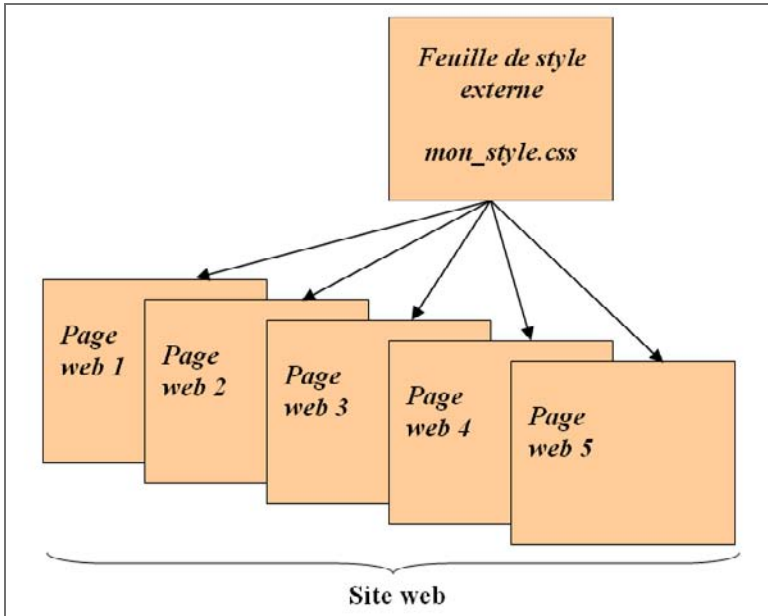 Feuille de style
externe
mon_style.css
Page
web 1
Page
web 2
Page
web 3
Page
web 4
Page
web 5
Site web